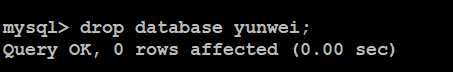 mysql> drop database yunwei;
Query OK, 0 rows affected (0.00 sec)